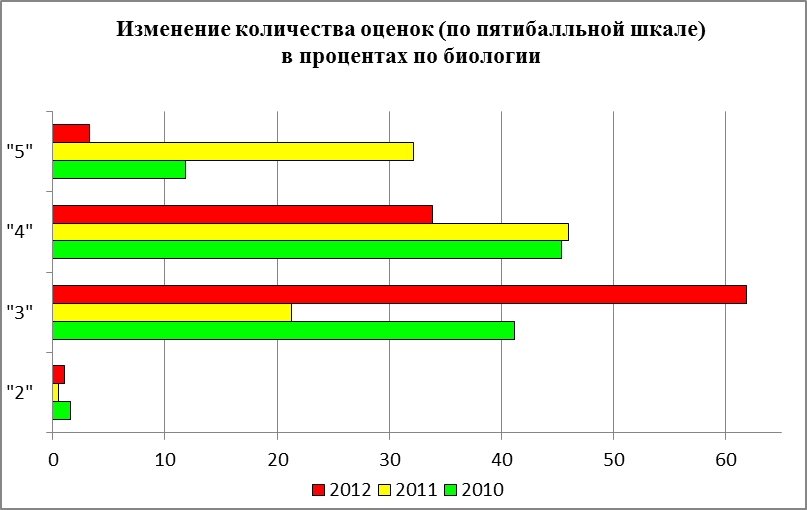 Изменение количества оценок (по пятибалльной шкале)
в процентах по биологии
"5"
"4"
"3"
"2"
0 10 20 30 40 50 60
2012 2011 2010